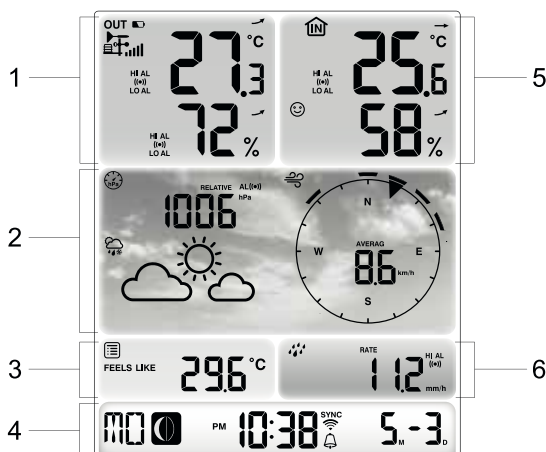 1
OUT
27.3 °C
HI AL
LO AL
72 %
HI AL
LO AL
2
hPa
RELATIVE AL
1006 hPa
3
FEELS LIKE
29.6 °C
4
MO
PM 10:38 SYNC
5 M - 3 D
IN
25.6 °C
HI AL
LO AL
58 %
5
N
W
E
S
AVERAG
8.6 km/h
RATE
11.2 mm/h
HI AL
6